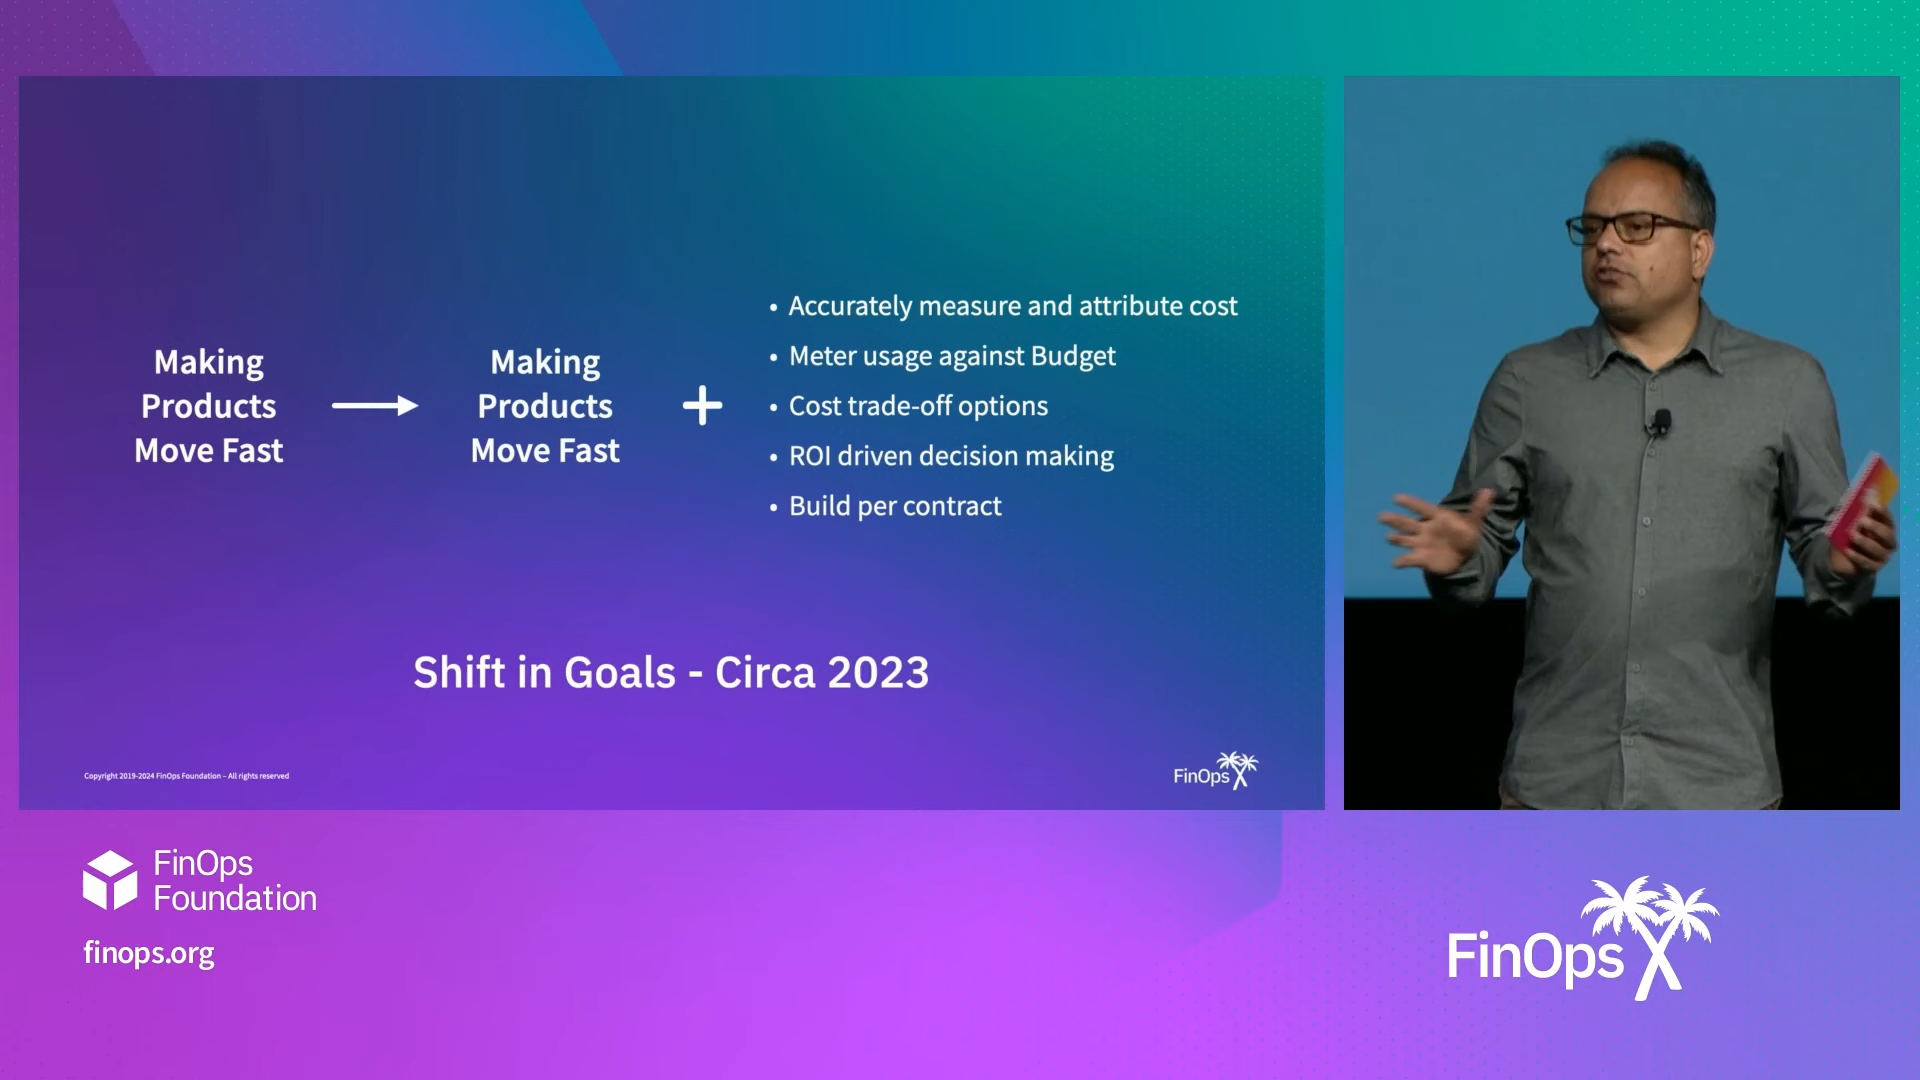 Making
Products
Move Fast
Making
Products
Move Fast
+
• Accurately measure and attribute cost
• Meter usage against Budget
• Cost trade-off options
• ROI driven decision making
• Build per contract
Shift in Goals - Circa 2023
Copyright 2019-2024 FinOps Foundation – All rights reserved
FinOps X
FinOps
Foundation
finops.org
FinOps X